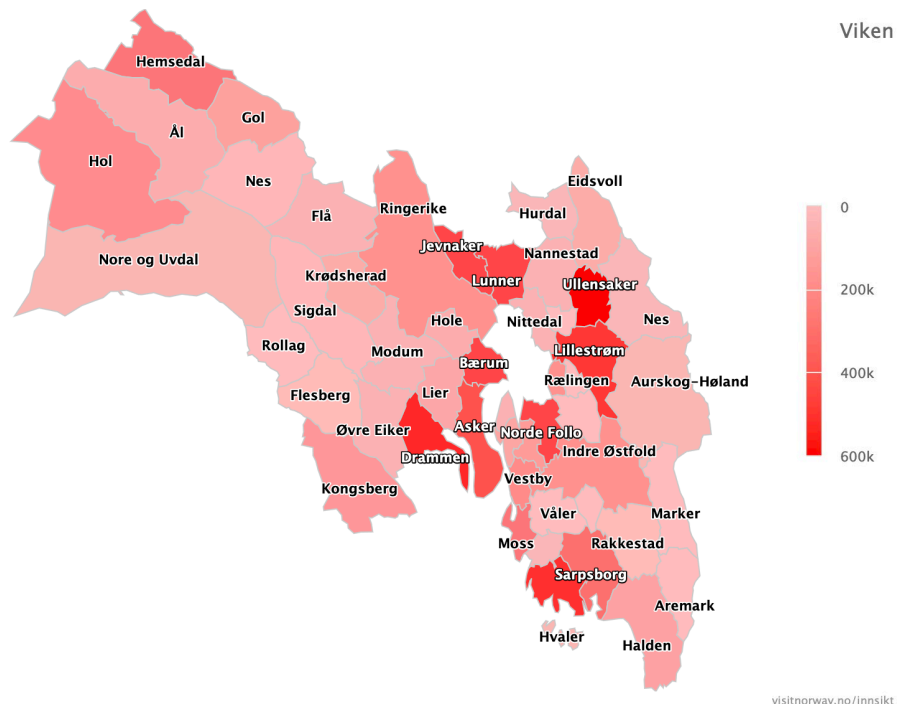 Viken
Hemsedal
Gol
Ål
Hol
Nes
Eidsvoll
Flå
Ringerike
Hurdal
0
Jevnaker
Nannestad
Nore og Uvdal
Krødsherad
Lunner
Ullensaker
200k
Sigdal
Hole
Nittedal
Nes
Rollag
Modum
Bærum
Lillestrøm
400k
Flesberg
Lier
Rælingen
Aurskog-Høland
Øvre Eiker
Asker
Norde Follo
Drammen
Indre Østfold
600k
Kongsberg
Vestby
Våler
Marker
Moss
Rakkestad
Sarpsborg
Aremark
Hvaler
Halden
visitnorway.no/innsikt